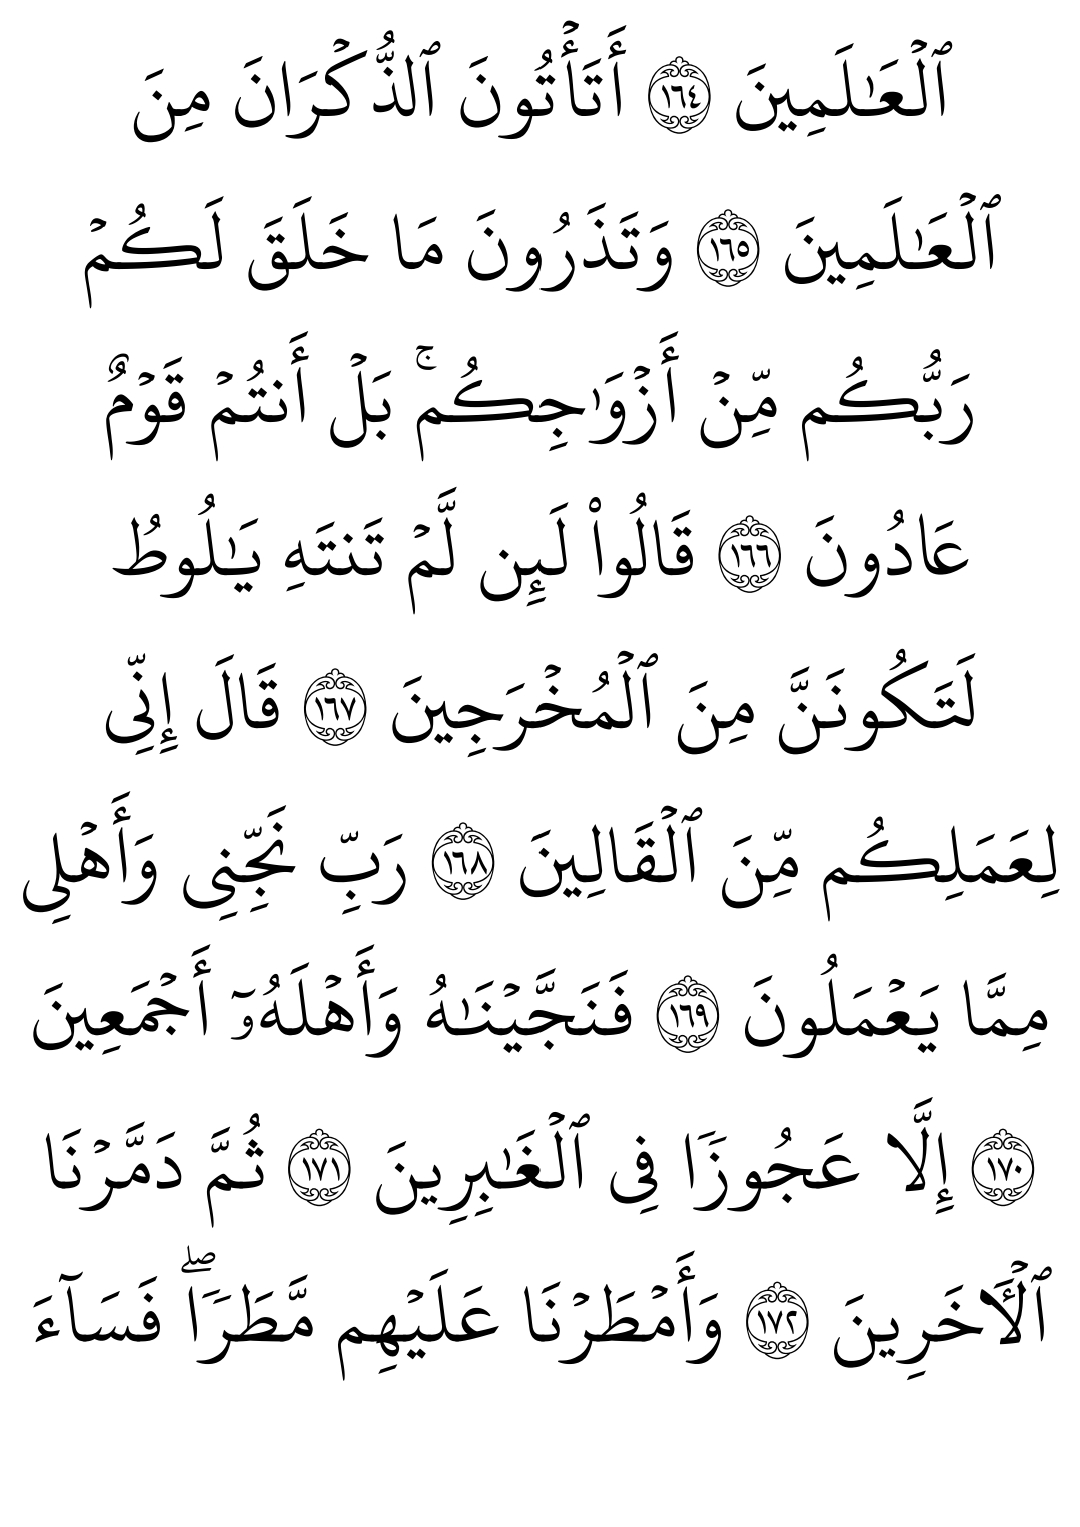 ٱلۡعَـٰلَمِينَ ١٦٤ أَتَأۡتُونَ ٱلذُّكۡرَانَ مِنَ
ٱلۡعَـٰلَمِينَ ١٦٥ وَتَذَرُونَ مَا خَلَقَ لَكُمۡ
رَبُّكُم مِّنۡ أَزۡوَٰجِكُمۚ بَلۡ أَنتُمۡ قَوۡمٌ
عَادُونَ ١٦٦ قَالُوا۟ لَىِٕن لَّمۡ تَنتَهِ يَـٰلُوطُ
لَتَكُونَنَّ مِنَ ٱلۡمُخۡرَجِينَ ١٦٧ قَالَ إِنِّی
لِعَمَلِكُم مِّنَ ٱلۡقَالِينَ ١٦٨ رَبِّ نَجِّنِی وَأَهۡلِی
مِمَّا يَعۡمَلُونَ ١٦٩ فَنَجَّيۡنَـٰهُ وَأَهۡلَهُۥۤ أَجۡمَعِينَ
١٧٠ إِلَّا عَجُوزࣰا فِی ٱلۡغَـٰبِرِينَ ١٧١ ثُمَّ دَمَّرۡنَا
ٱلۡأٓخَرِينَ ١٧٢ وَأَمۡطَرۡنَا عَلَيۡهِم مَّطَرࣰاۖ فَسَاۤءَ